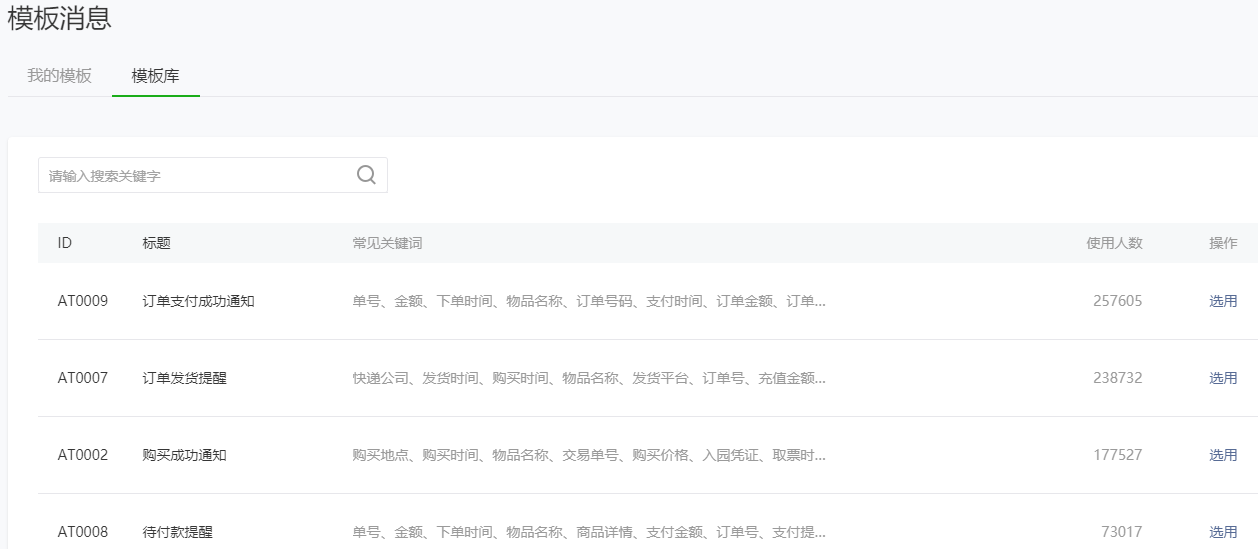 模板消息
我的模板 模板库
请输入搜索关键字
ID 标题 常见关键词 使用人数 操作
AT0009 订单支付成功通知 单号、金额、下单时间、物品名称、订单号码、支付时间、订单金额、订单... 257605 选用
AT0007 订单发货提醒 快递公司、发货时间、购买时间、物品名称、发货平台、订单号、充值金额... 238732 选用
AT0002 购买成功通知 购买地点、购买时间、物品名称、交易单号、购买价格、入园凭证、取票时... 177527 选用
AT0008 待付款提醒 单号、金额、下单时间、物品名称、商品详情、支付金额、订单号、支付提... 73017 选用